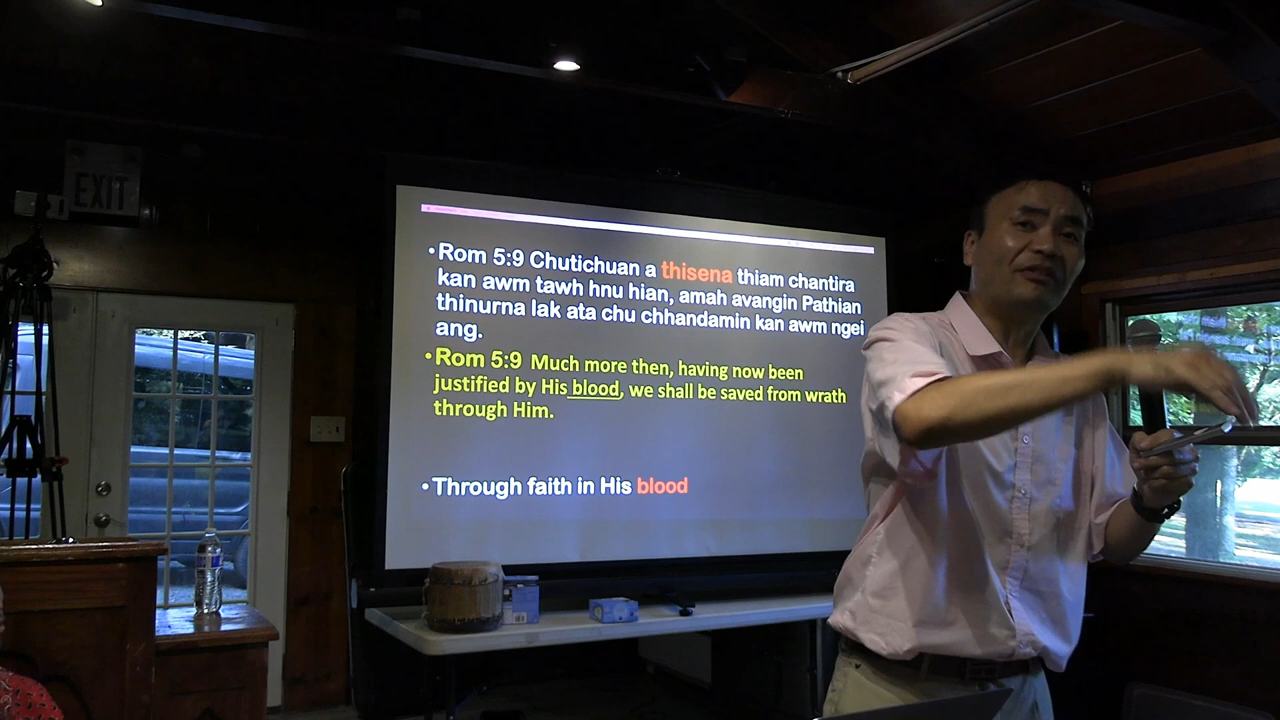 EXIT
•Rom 5:9 Chutichuan a thisena thiam chantira
kan awm tawh hnu hian, amah avangin Pathian
thinurna lak ata chu chhandamin kan awm ngei
ang.
•Rom 5:9 Much more then, having now been
justified by His blood, we shall be saved from wrath
through Him.
•Through faith in His blood